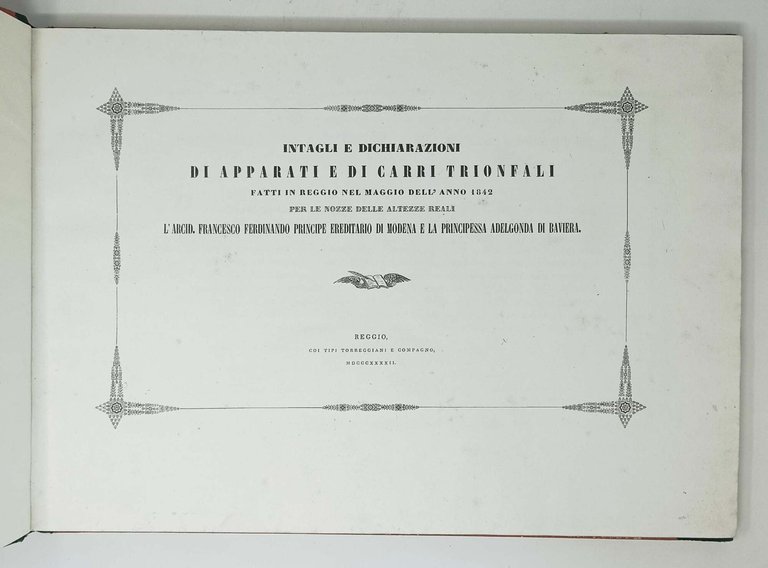 INTAGLI E DICHIARAZIONI
DI APPARATI E DI CARRI TRIONFALI
FATTI IN REGGIO NEL MAGGIO DELL' ANNO 1842
PER LE NOZZE DELLE ALTEZZE REALI
L' ARCID. FRANCESCO FERDINANDO PRINCIPE EREDITARIO DI MODENA E LA PRINCIPESSA ADELGONDA DI BAVIERA.
REGGIO,
COI TIPI TORREGGIANI E COMPAGNO,
MDCCCXXXXII.